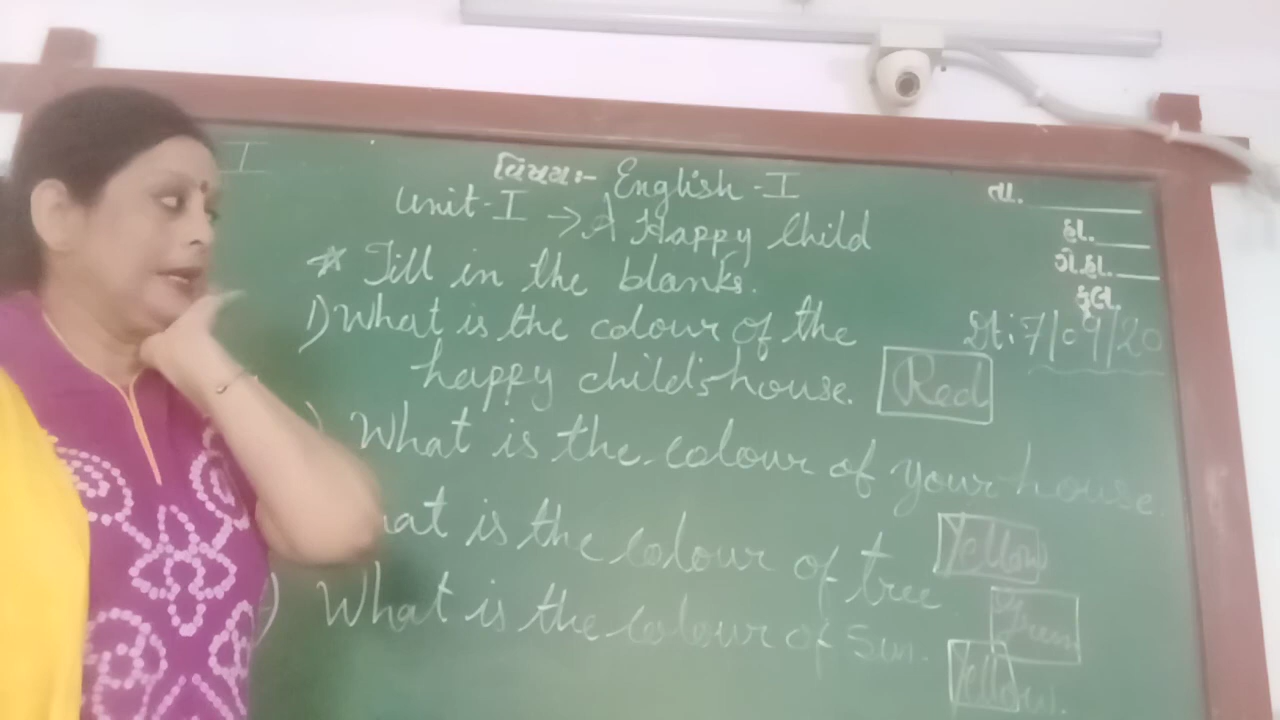 I
વિષયઃ- English-I
Unit-I → A Happy Child
તા.
હા.
ગે.હા.
કુલ.
* Fill in the blanks.
1) What is the colour of the
Dt: 7/09/20
happy child's house. Red
) What is the colour of your house.
Yellow
hat is the colour of tree
Green
) What is the colour of Sun.
Yellow.